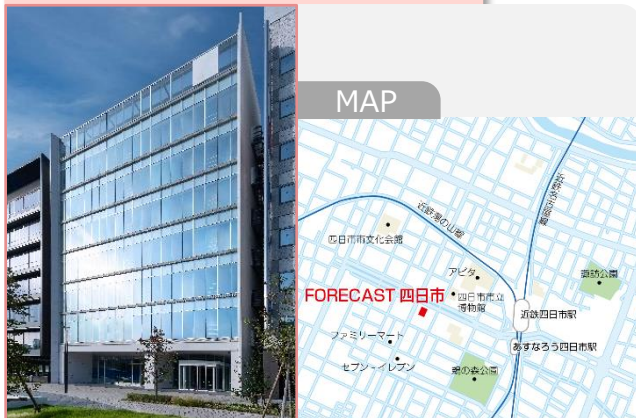 MAP
近鉄名古屋線
近鉄湯の山線
四日市市文化会館
アピタ
諏訪公園
FORECAST 四日市
四日市市立
博物館
近鉄四日市駅
ファミリーマート
あすなろう四日市駅
セブン-イレブン
鵜の森公園